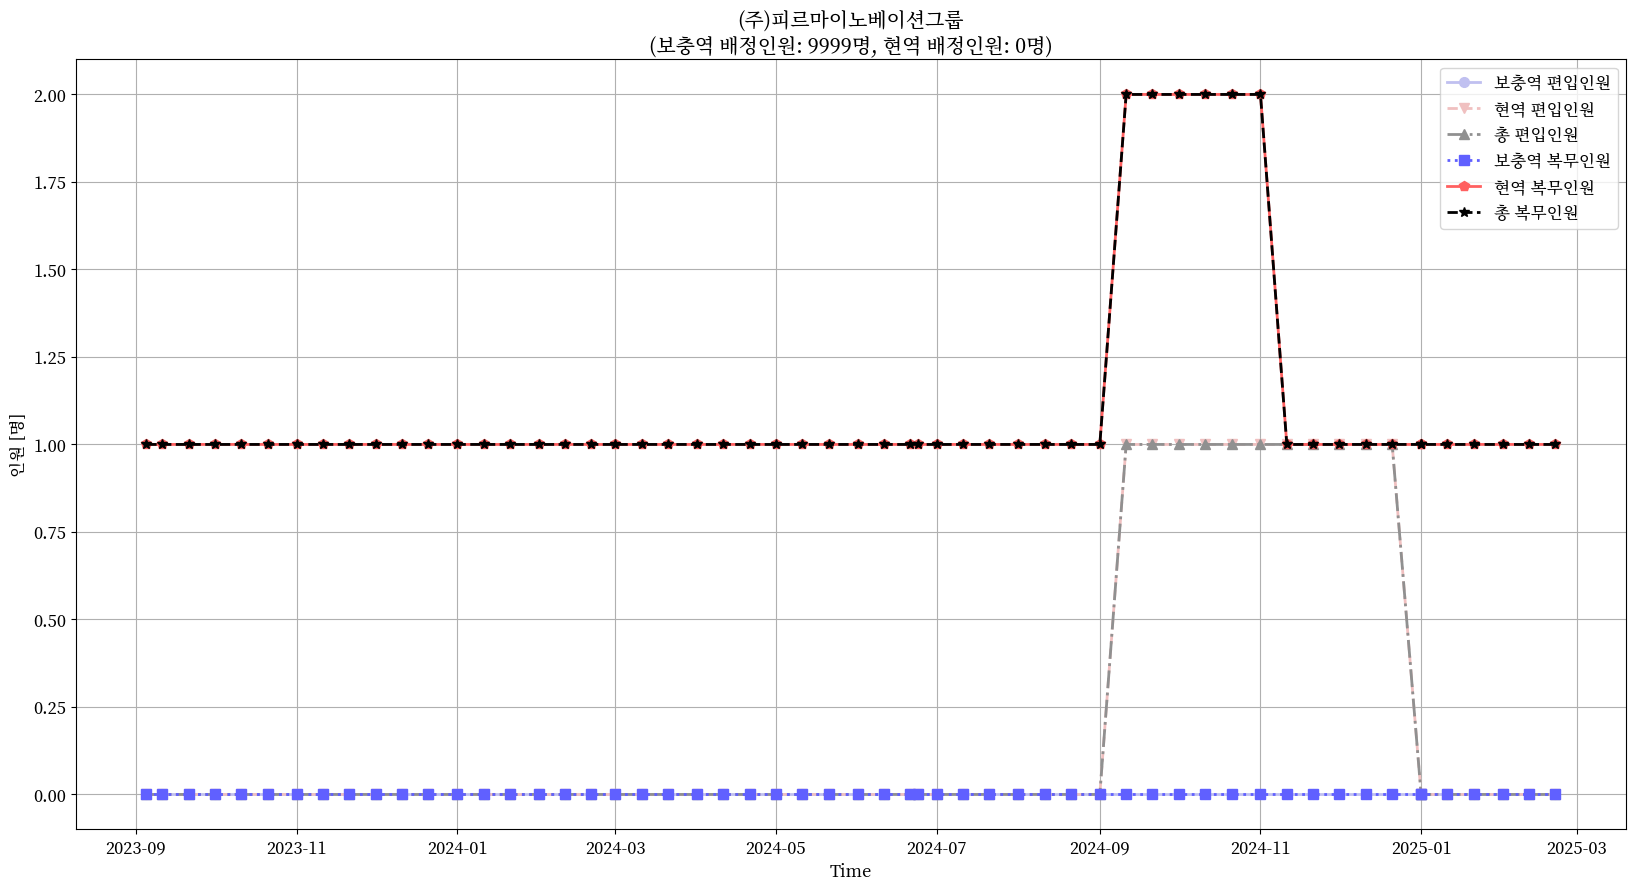 (주)피르마이노베이션그룹
(보충역 배정인원: 9999명, 현역 배정인원: 0명)
보충역 편입인원
현역 편입인원
총 편입인원
보충역 복무인원
현역 복무인원
총 복무인원
인원 [명]
2.00
1.75
1.50
1.25
1.00
0.75
0.50
0.25
0.00
2023-09
2023-11
2024-01
2024-03
2024-05
2024-07
2024-09
2024-11
2025-01
2025-03
Time